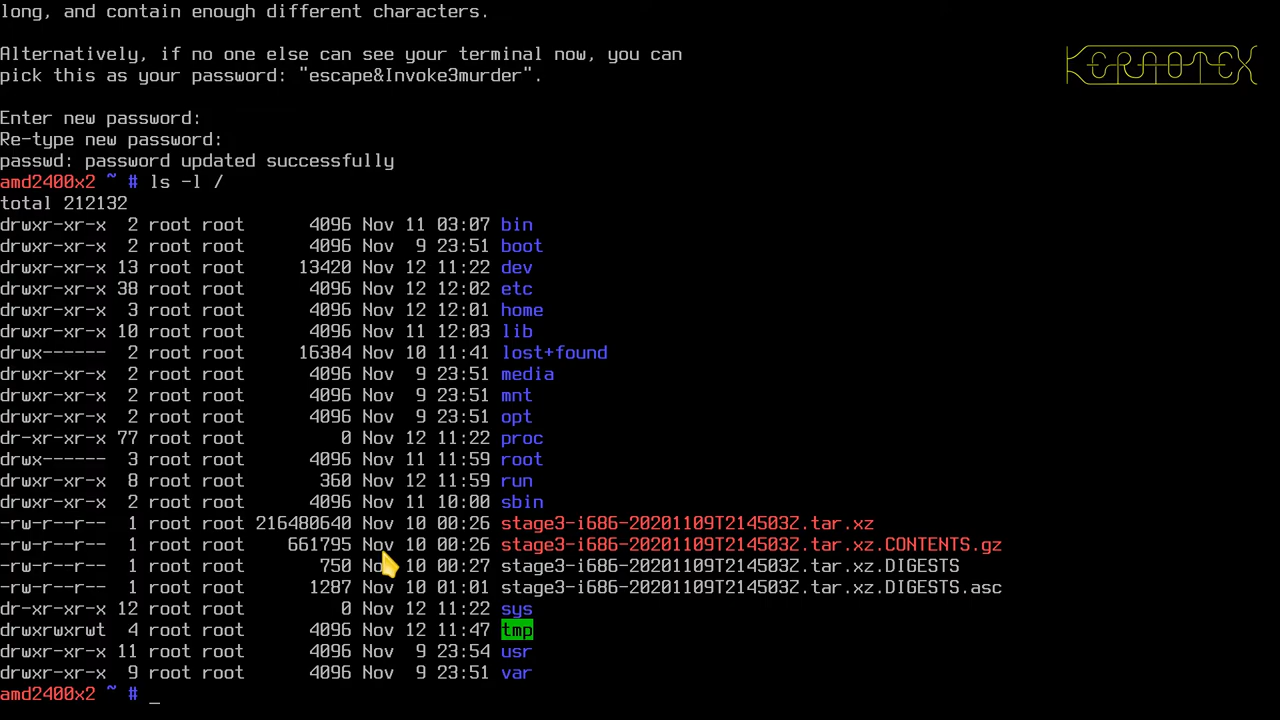 long, and contain enough different characters.
KERNOTEX
Alternatively, if no one else can see your terminal now, you can
pick this as your password: "escape&Invoke3murder".
Enter new password:
Re-type new password:
passwd: password updated successfully
amd2400x2 ~ # ls -l /
total 212132
drwxr-xr-x 2 root root 4096 Nov 11 03:07 bin
drwxr-xr-x 2 root root 4096 Nov 9 23:51 boot
drwxr-xr-x 13 root root 13420 Nov 12 11:22 dev
drwxr-xr-x 38 root root 4096 Nov 12 12:02 etc
drwxr-xr-x 3 root root 4096 Nov 12 12:01 home
drwxr-xr-x 10 root root 4096 Nov 11 12:03 lib
drwx------ 2 root root 16384 Nov 10 11:41 lost+found
drwxr-xr-x 2 root root 4096 Nov 9 23:51 media
drwxr-xr-x 2 root root 4096 Nov 9 23:51 mnt
drwxr-xr-x 2 root root 4096 Nov 9 23:51 opt
dr-xr-xr-x 77 root root 0 Nov 12 11:22 proc
drwx------ 3 root root 4096 Nov 11 11:59 root
drwxr-xr-x 8 root root 360 Nov 12 11:59 run
drwxr-xr-x 2 root root 4096 Nov 11 10:00 sbin
-rw-r--r-- 1 root root 216480640 Nov 10 00:26 stage3-i686-20201109T214503Z.tar.xz
-rw-r--r-- 1 root root 661795 Nov 10 00:26 stage3-i686-20201109T214503Z.tar.xz.CONTENTS.gz
-rw-r--r-- 1 root root 750 Nov 10 00:27 stage3-i686-20201109T214503Z.tar.xz.DIGESTS
-rw-r--r-- 1 root root 1287 Nov 10 01:01 stage3-i686-20201109T214503Z.tar.xz.DIGESTS.asc
dr-xr-xr-x 12 root root 0 Nov 12 11:22 sys
drwxrwxrwt 4 root root 4096 Nov 12 11:47 tmp
drwxr-xr-x 11 root root 4096 Nov 9 23:54 usr
drwxr-xr-x 9 root root 4096 Nov 9 23:51 var
amd2400x2 ~ # _